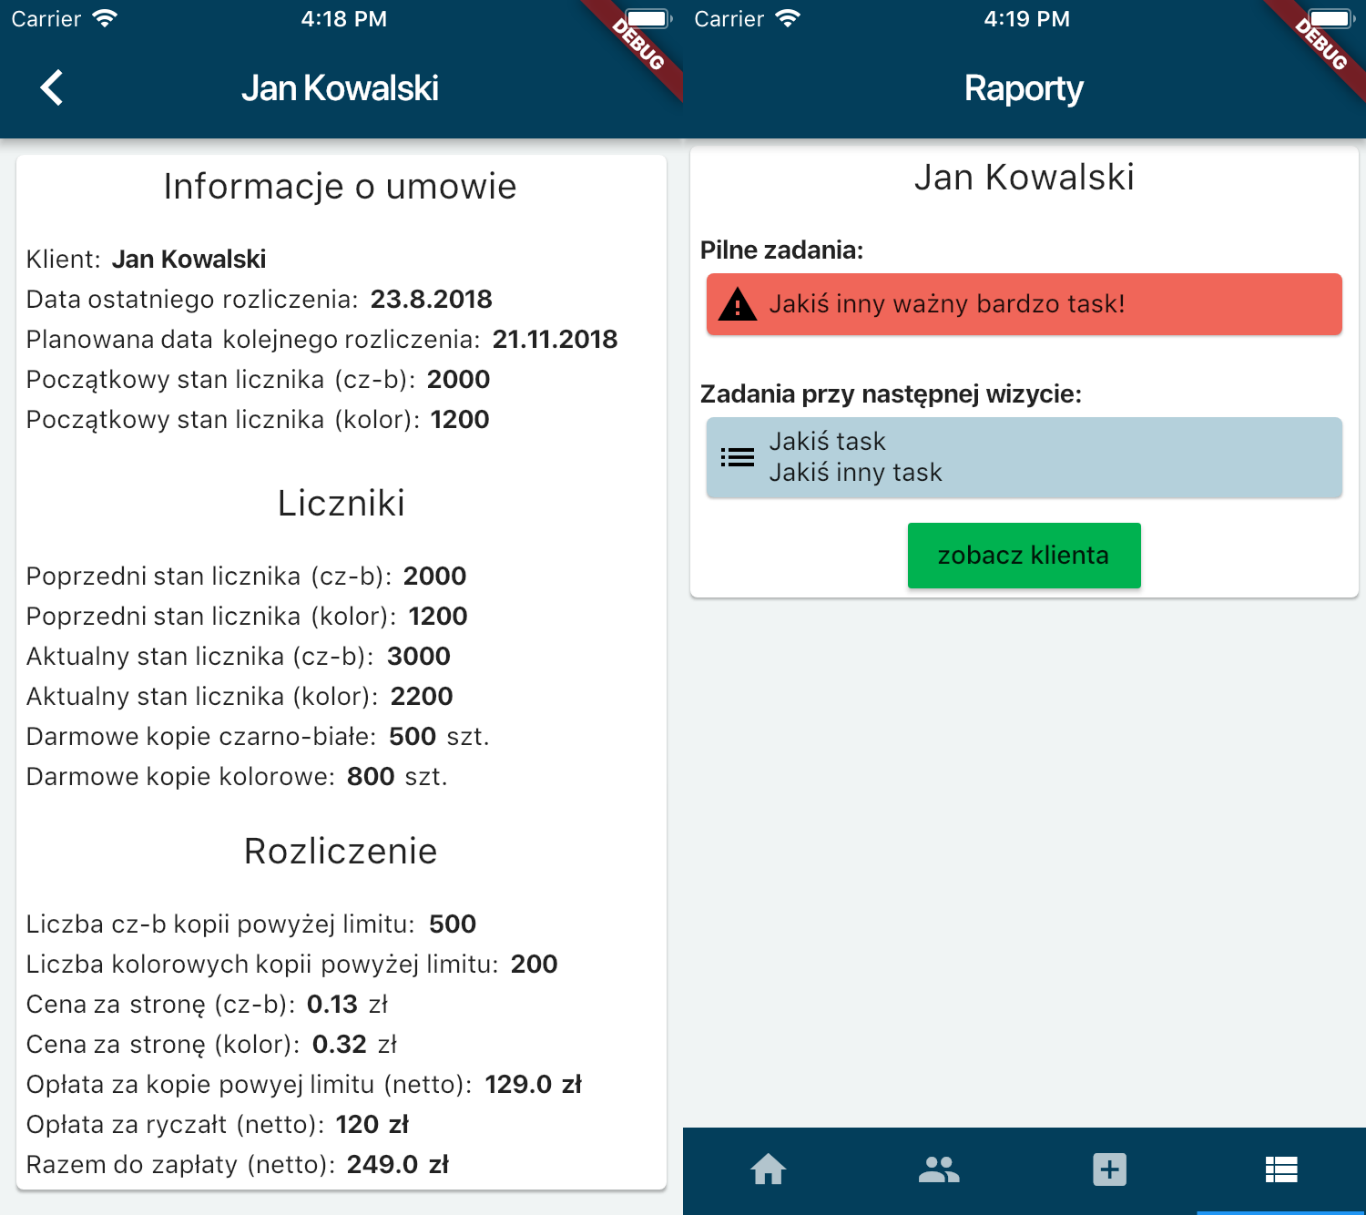 Carrier 4:18 PM
DEBUG
Jan Kowalski
Informacje o umowie
Klient: Jan Kowalski
Data ostatniego rozliczenia: 23.8.2018
Planowana data kolejnego rozliczenia: 21.11.2018
Początkowy stan licznika (cz-b): 2000
Początkowy stan licznika (kolor): 1200
Liczniki
Poprzedni stan licznika (cz-b): 2000
Poprzedni stan licznika (kolor): 1200
Aktualny stan licznika (cz-b): 3000
Aktualny stan licznika (kolor): 2200
Darmowe kopie czarno-białe: 500 szt.
Darmowe kopie kolorowe: 800 szt.
Rozliczenie
Liczba cz-b kopii powyżej limitu: 500
Liczba kolorowych kopii powyżej limitu: 200
Cena za stronę (cz-b): 0.13 zł
Cena za stronę (kolor): 0.32 zł
Opłata za kopie powyej limitu (netto): 129.0 zł
Opłata za ryczałt (netto): 120 zł
Razem do zapłaty (netto): 249.0 zł
Carrier 4:19 PM
DEBUG
Raporty
Jan Kowalski
Pilne zadania:
Jakiś inny ważny bardzo task!
Zadania przy następnej wizycie:
Jakiś task
Jakiś inny task
zobacz klienta